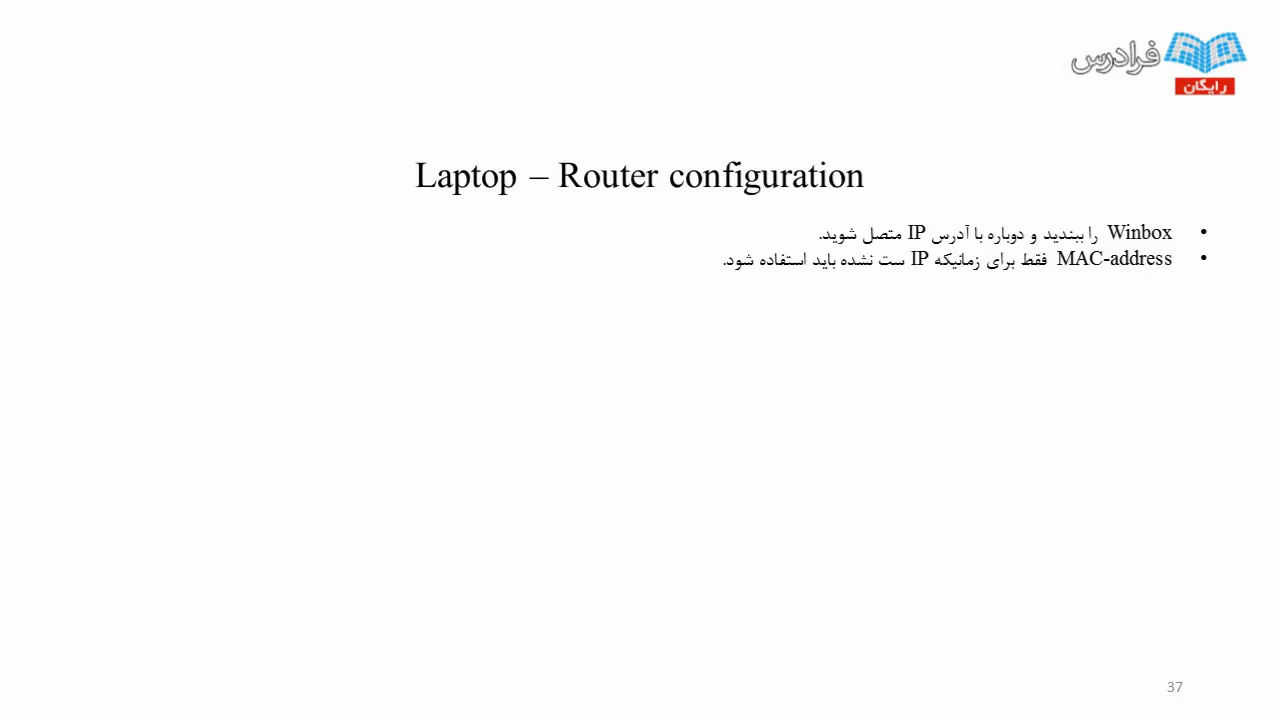 فرادرس
رایگان
Laptop – Router configuration
• Winbox را ببندید و دوباره با آدرس IP متصل شوید.
• MAC-address فقط برای زمانیکه IP ست نشده باید استفاده شود.
37